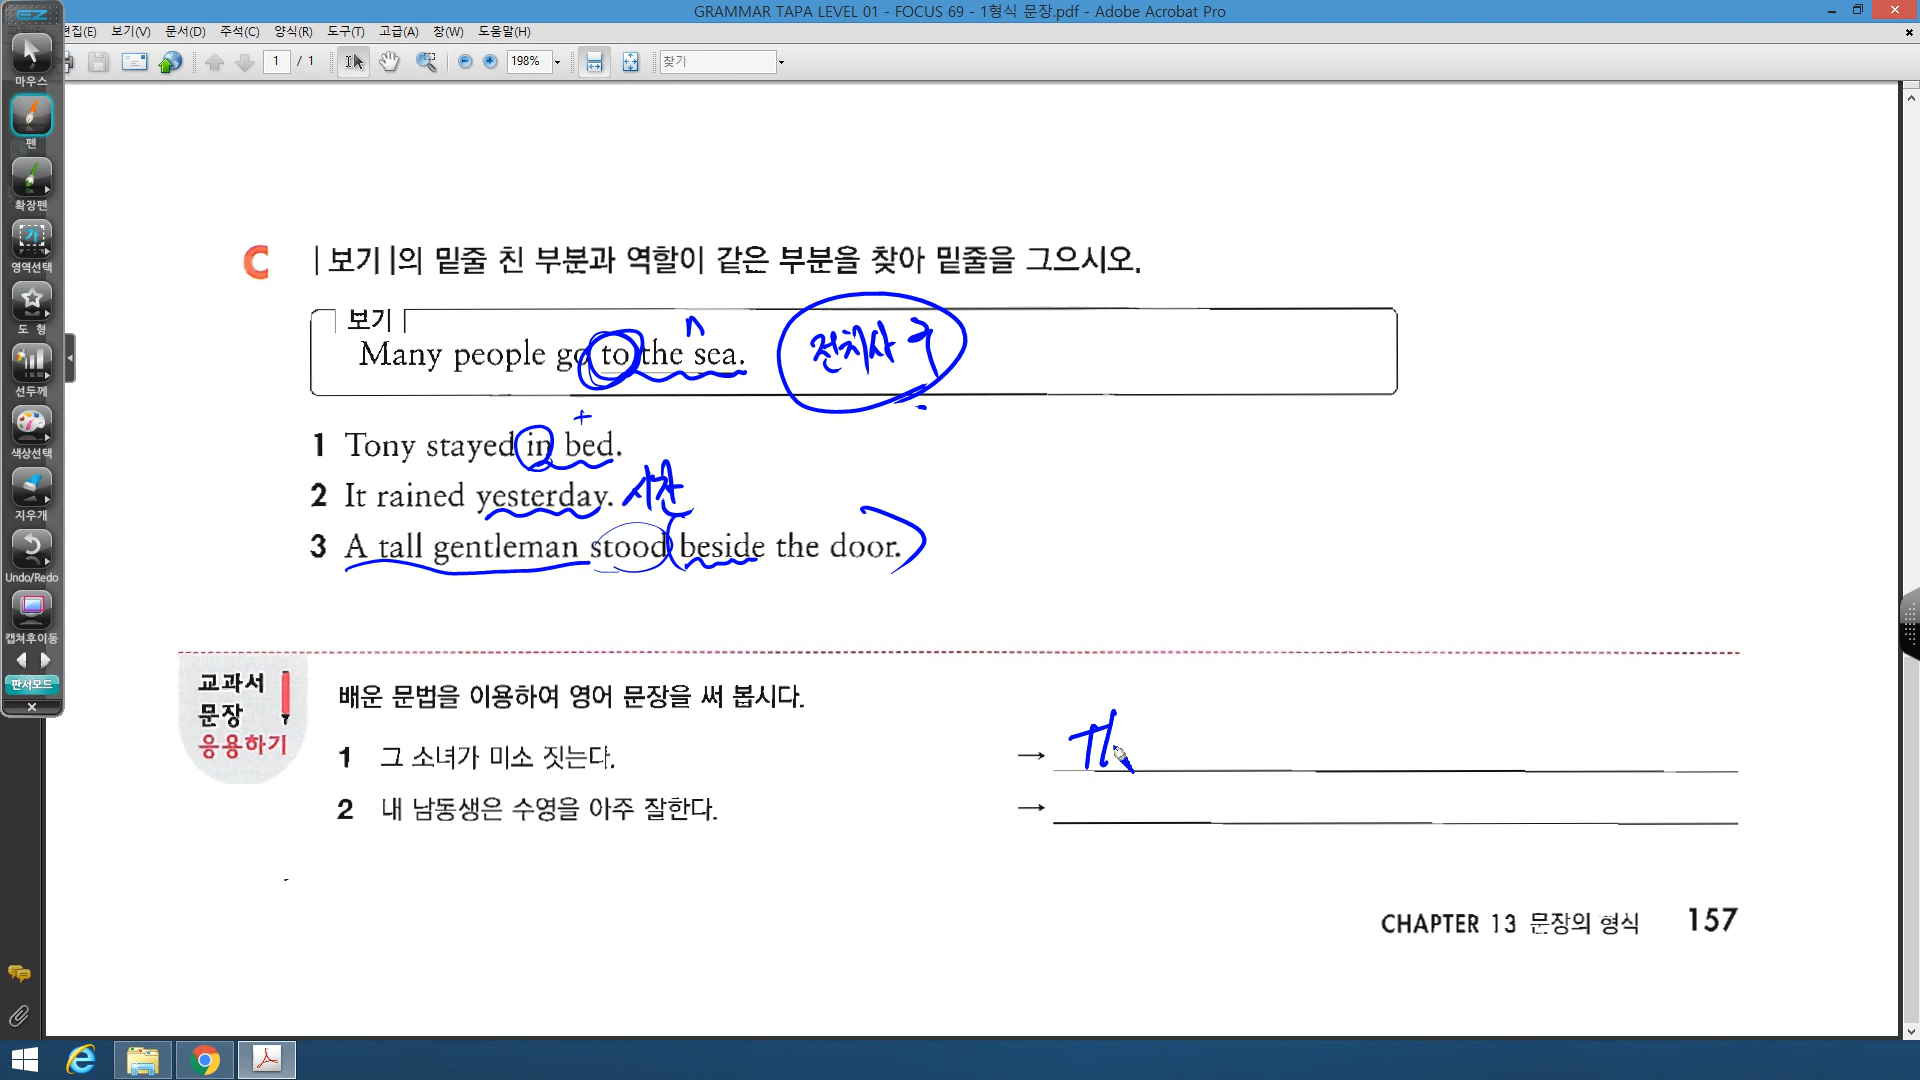 GRAMMAR TAPA LEVEL 01 - FOCUS 69 - 1형식 문장.pdf - Adobe Acrobat Pro
편집(E) 보기(V) 문서(D) 주석(C) 양식(R) 도구(T) 고급(A) 창(W) 도움말(H)
1 / 1 198% 찾기
EZ
마우스
펜
확장펜
영역선택
도 형
선두께
색상선택
지우개
Undo/Redo
캡쳐후이동
판서모드
C |보기|의 밑줄 친 부분과 역할이 같은 부분을 찾아 밑줄을 그으시오.
보기
Many people go to the sea. 전치사 구
1 Tony stayed in bed.
2 It rained yesterday. 시간
3 A tall gentleman stood beside the door.
교과서
문장
응용하기
배운 문법을 이용하여 영어 문장을 써 봅시다.
1 그 소녀가 미소 짓는다. →
2 내 남동생은 수영을 아주 잘한다. →
CHAPTER 13 문장의 형식 157